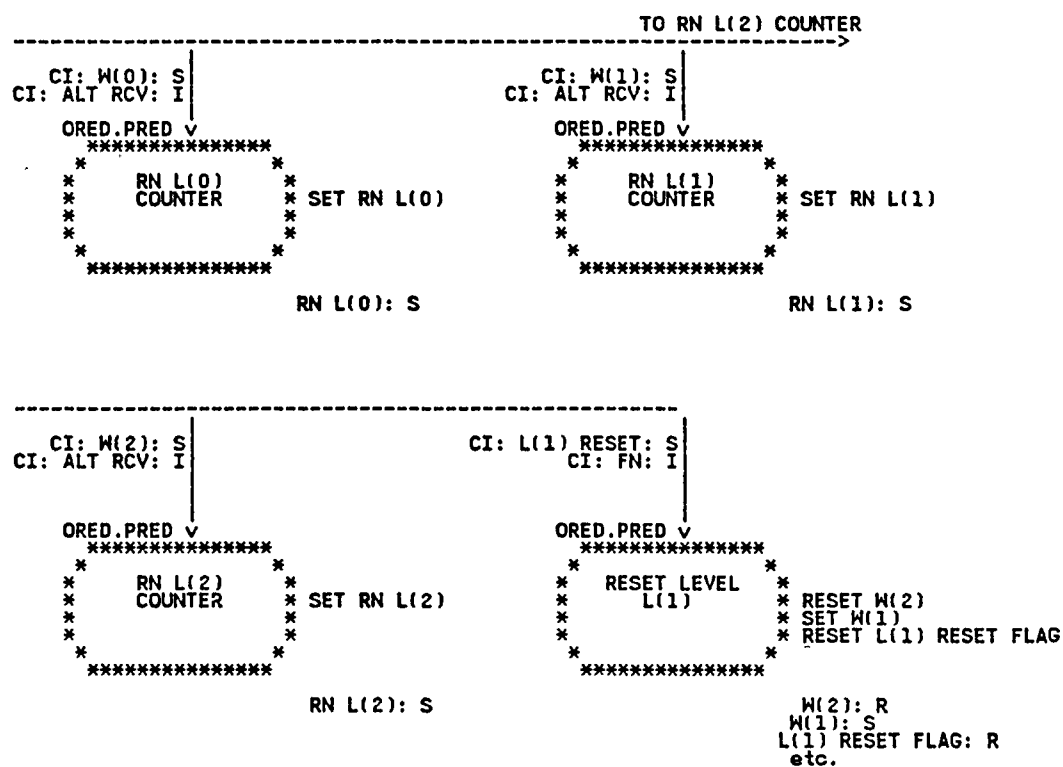 TO RN L(2) COUNTER
CI: W(0): S
CI: ALT RCV: I
CI: W(1): S
CI: ALT RCV: I
ORED.PRED
ORED.PRED
RN L(0)
COUNTER
SET RN L(0)
RN L(1)
COUNTER
SET RN L(1)
RN L(0): S
RN L(1): S
CI: W(2): S
CI: ALT RCV: I
CI: L(1) RESET: S
CI: FN: I
ORED.PRED
ORED.PRED
RN L(2)
COUNTER
SET RN L(2)
RESET LEVEL
L(1)
RESET W(2)
SET W(1)
RESET L(1) RESET FLAG
RN L(2): S
W(2): R
W(1): S
L(1) RESET FLAG: R
etc.